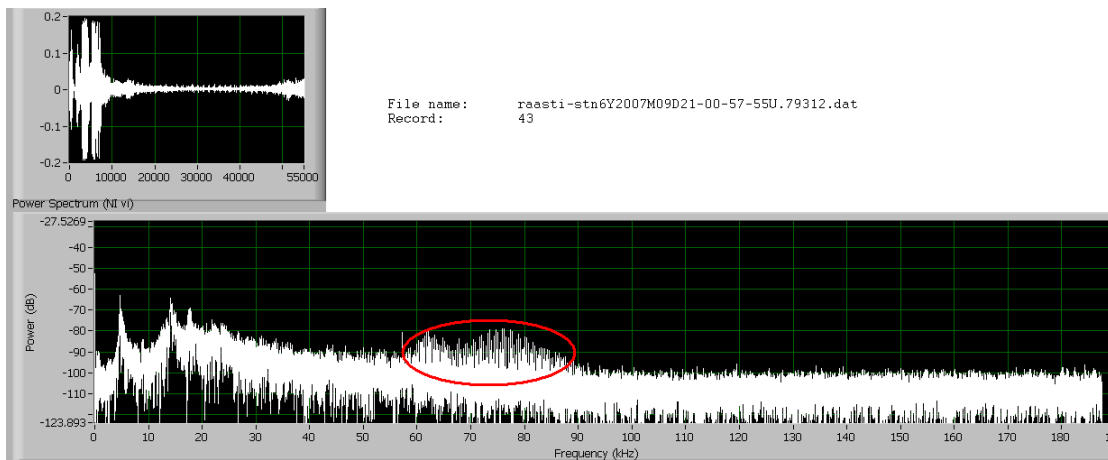 0.2
0.1
0
-0.1
-0.2
0 10000 20000 30000 40000 55000
File name: raasti-stn6Y2007M09D21-00-57-55U.79312.dat
Record: 43
Power Spectrum (NI vi)
-27.5269
-40
-50
-60
-70
-80
-90
-100
-110
-123.893
Power (dB)
0 10 20 30 40 50 60 70 80 90 100 110 120 130 140 150 160 170 180
Frequency (kHz)